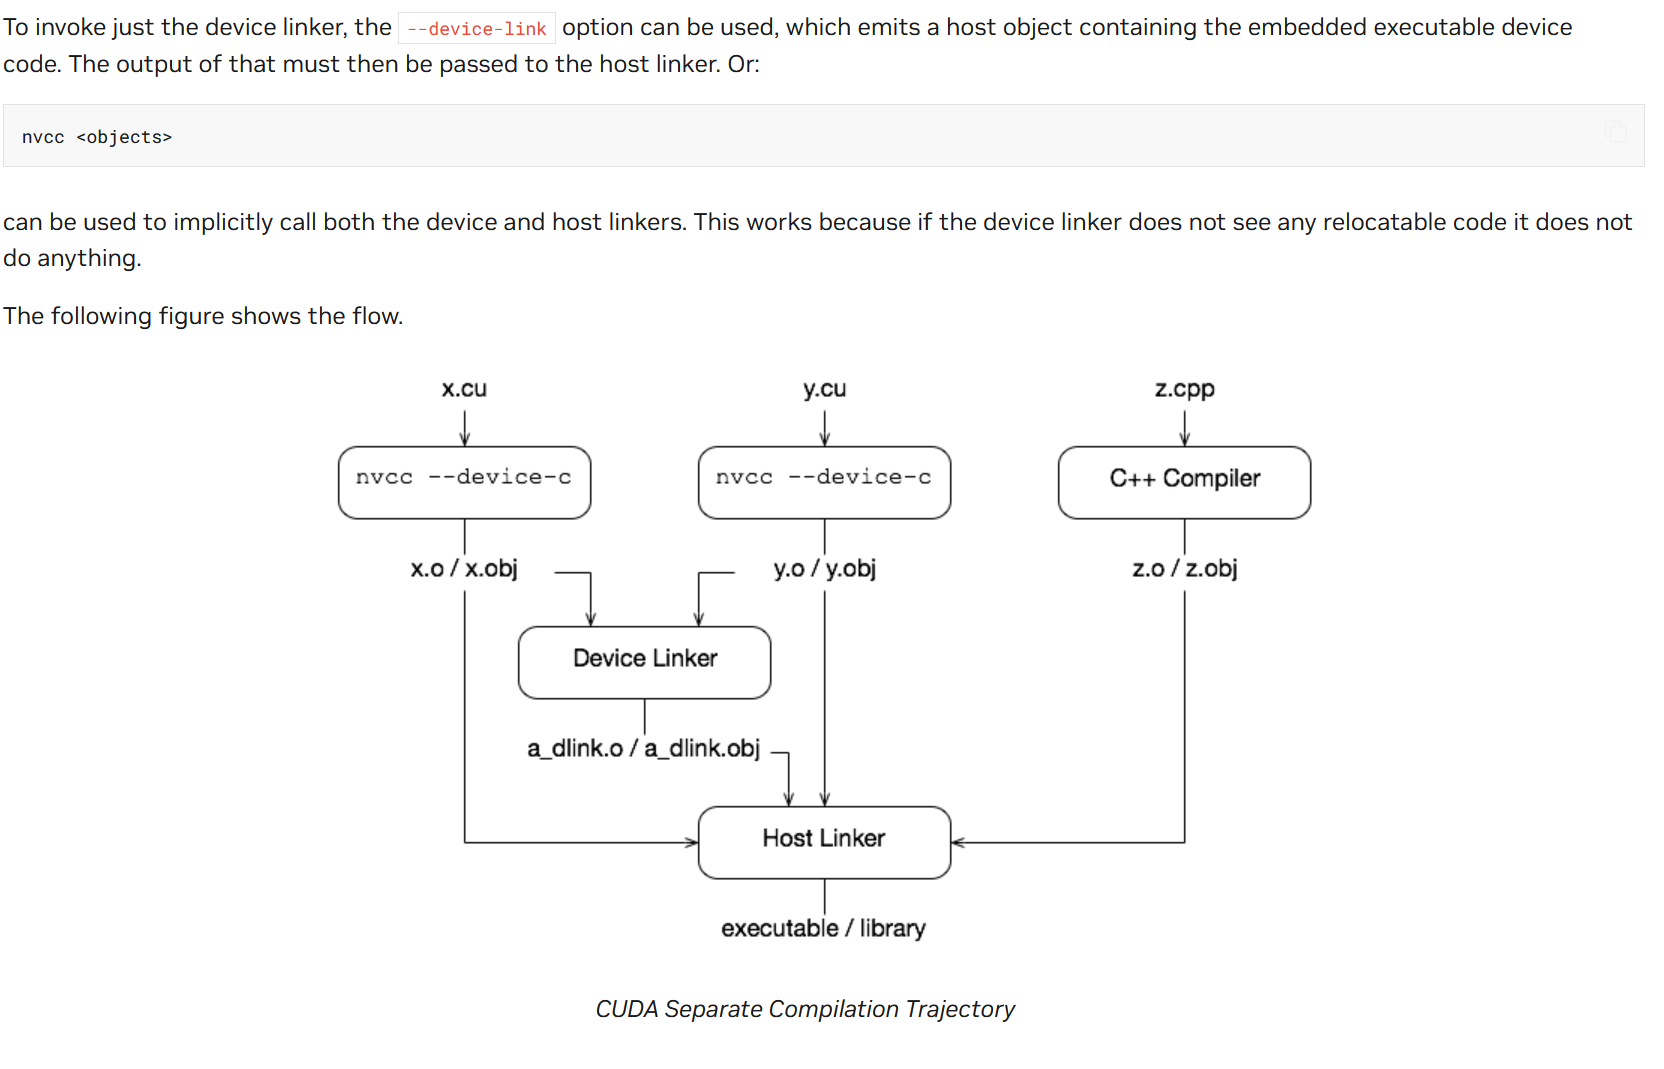 To invoke just the device linker, the --device-link option can be used, which emits a host object containing the embedded executable device
code. The output of that must then be passed to the host linker. Or:
nvcc <objects>
can be used to implicitly call both the device and host linkers. This works because if the device linker does not see any relocatable code it does not
do anything.
The following figure shows the flow.
x.cu
y.cu
z.cpp
nvcc --device-c
nvcc --device-c
C++ Compiler
x.o / x.obj
y.o / y.obj
z.o / z.obj
Device Linker
a_dlink.o / a_dlink.obj
Host Linker
executable / library
CUDA Separate Compilation Trajectory